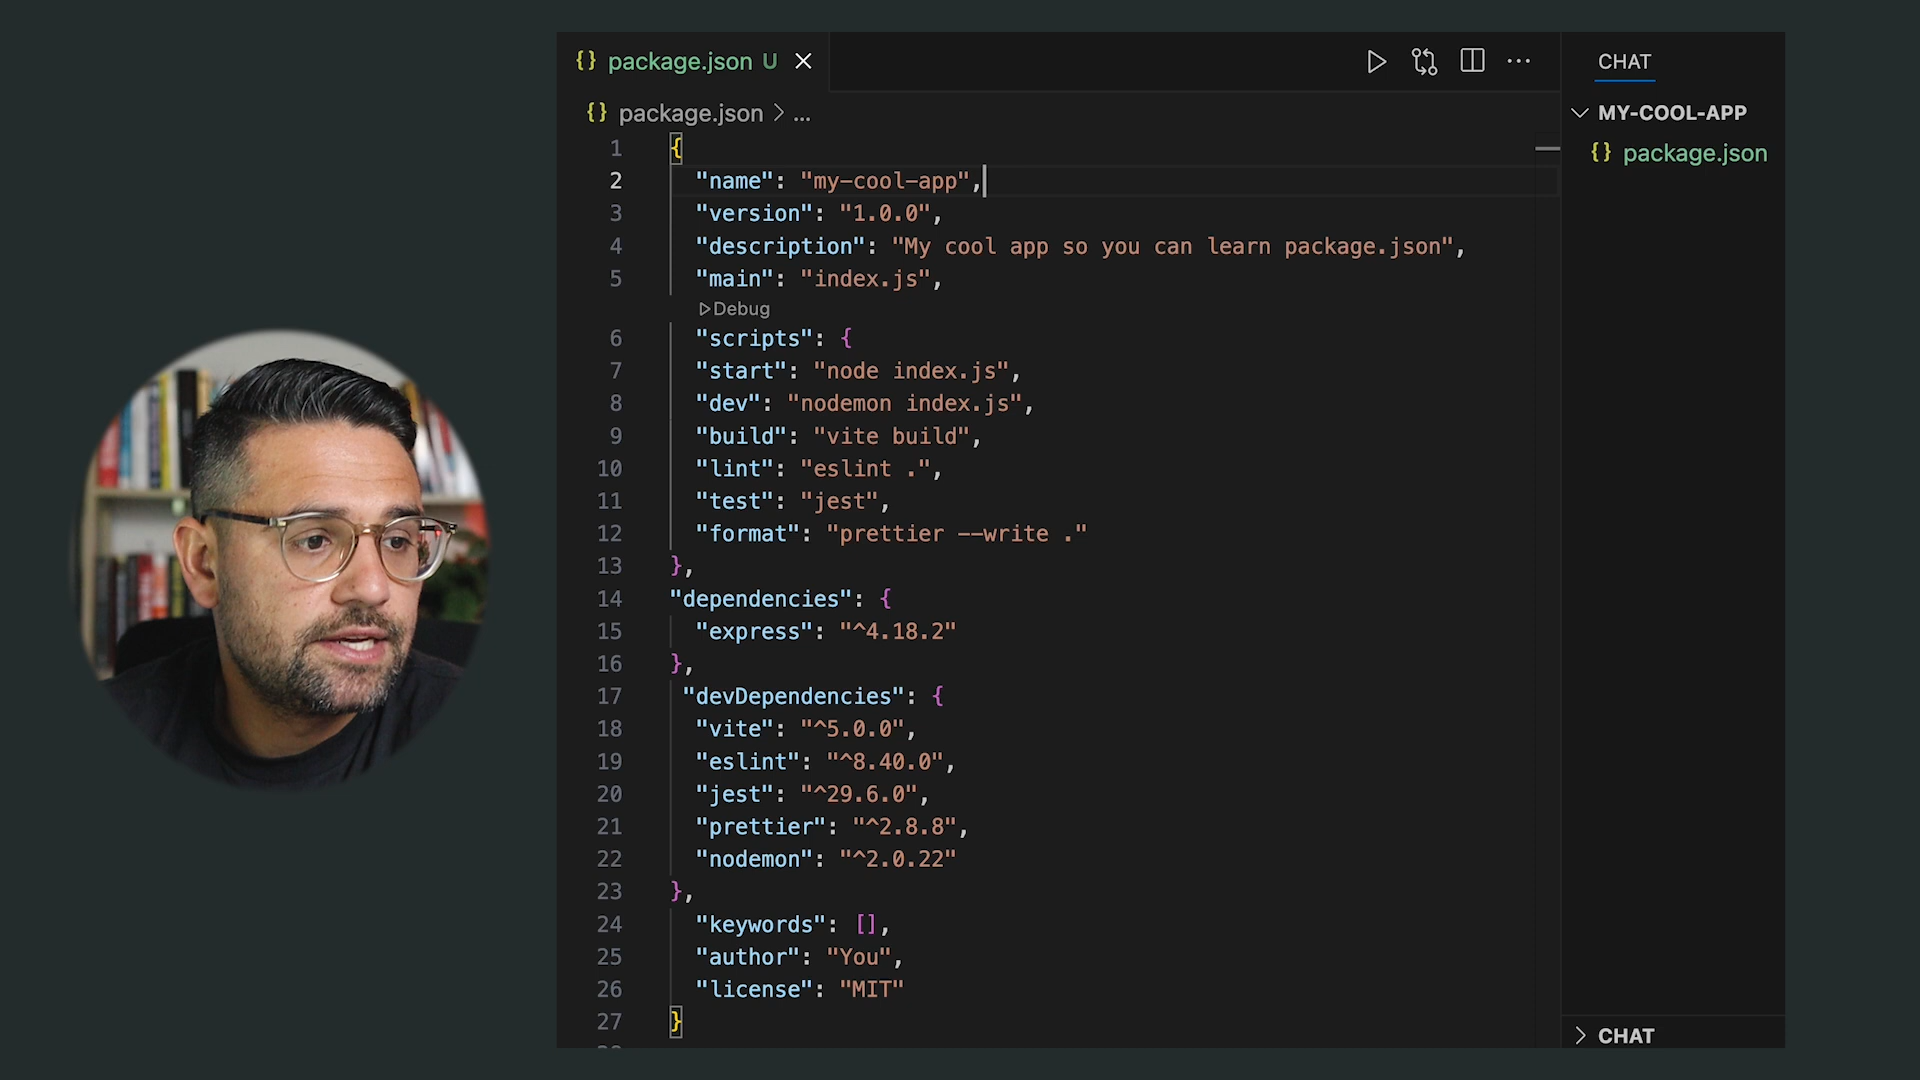 package.json U
CHAT
package.json > ...
MY-COOL-APP
package.json
1 {
2 "name": "my-cool-app",
3 "version": "1.0.0",
4 "description": "My cool app so you can learn package.json",
5 "main": "index.js",
Debug
6 "scripts": {
7 "start": "node index.js",
8 "dev": "nodemon index.js",
9 "build": "vite build",
10 "lint": "eslint .",
11 "test": "jest",
12 "format": "prettier --write ."
13 },
14 "dependencies": {
15 "express": "^4.18.2"
16 },
17 "devDependencies": {
18 "vite": "^5.0.0",
19 "eslint": "^8.40.0",
20 "jest": "^29.6.0",
21 "prettier": "^2.8.8",
22 "nodemon": "^2.0.22"
23 },
24 "keywords": [],
25 "author": "You",
26 "license": "MIT"
27 }
CHAT